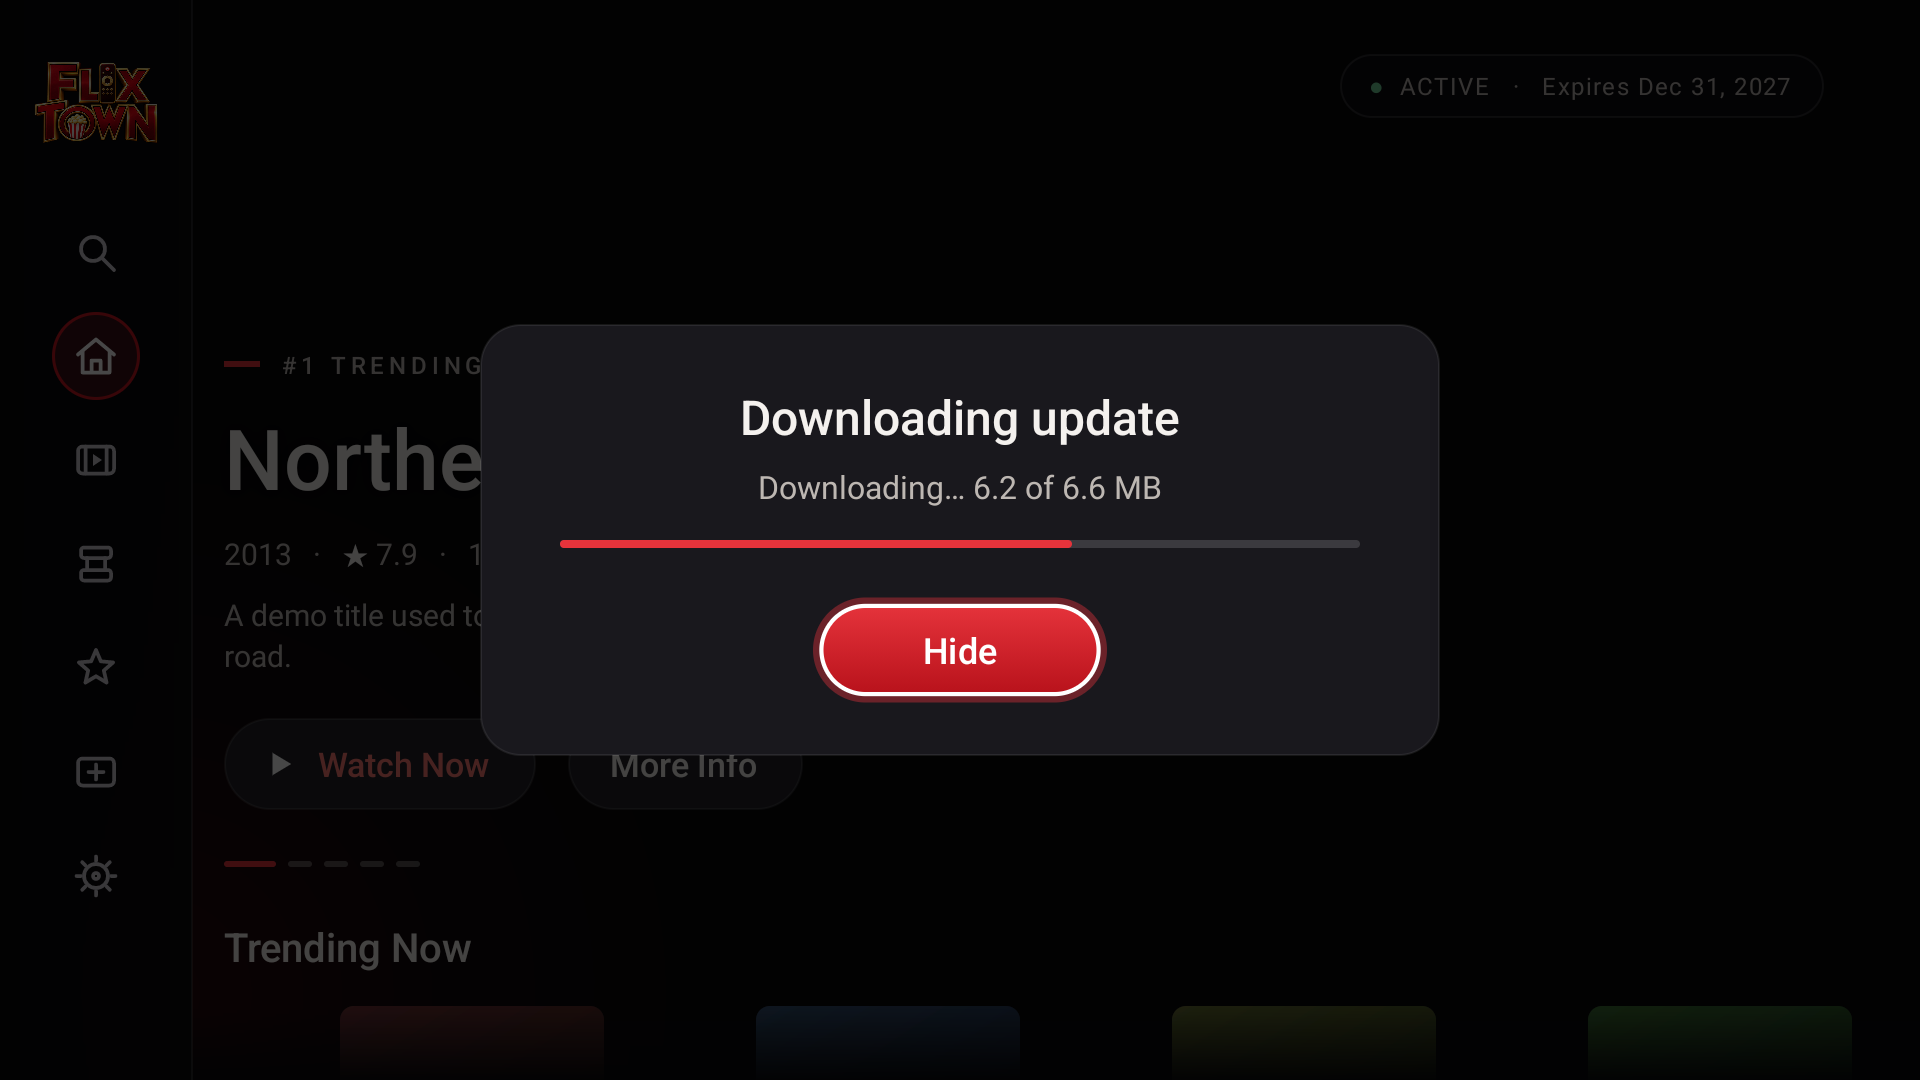 FLIX
TOWN
ACTIVE · Expires Dec 31, 2027
#1 TRENDING
Northe
2013 · ★ 7.9 · 1
A demo title used to
road.
Downloading update
Downloading... 6.2 of 6.6 MB
Hide
Watch Now
More Info
Trending Now